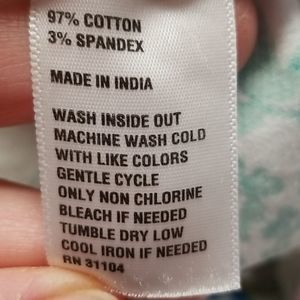 97% COTTON
3% SPANDEX
MADE IN INDIA
WASH INSIDE OUT
MACHINE WASH COLD
WITH LIKE COLORS
GENTLE CYCLE
ONLY NON CHLORINE
BLEACH IF NEEDED
TUMBLE DRY LOW
COOL IRON IF NEEDED
RN 31104